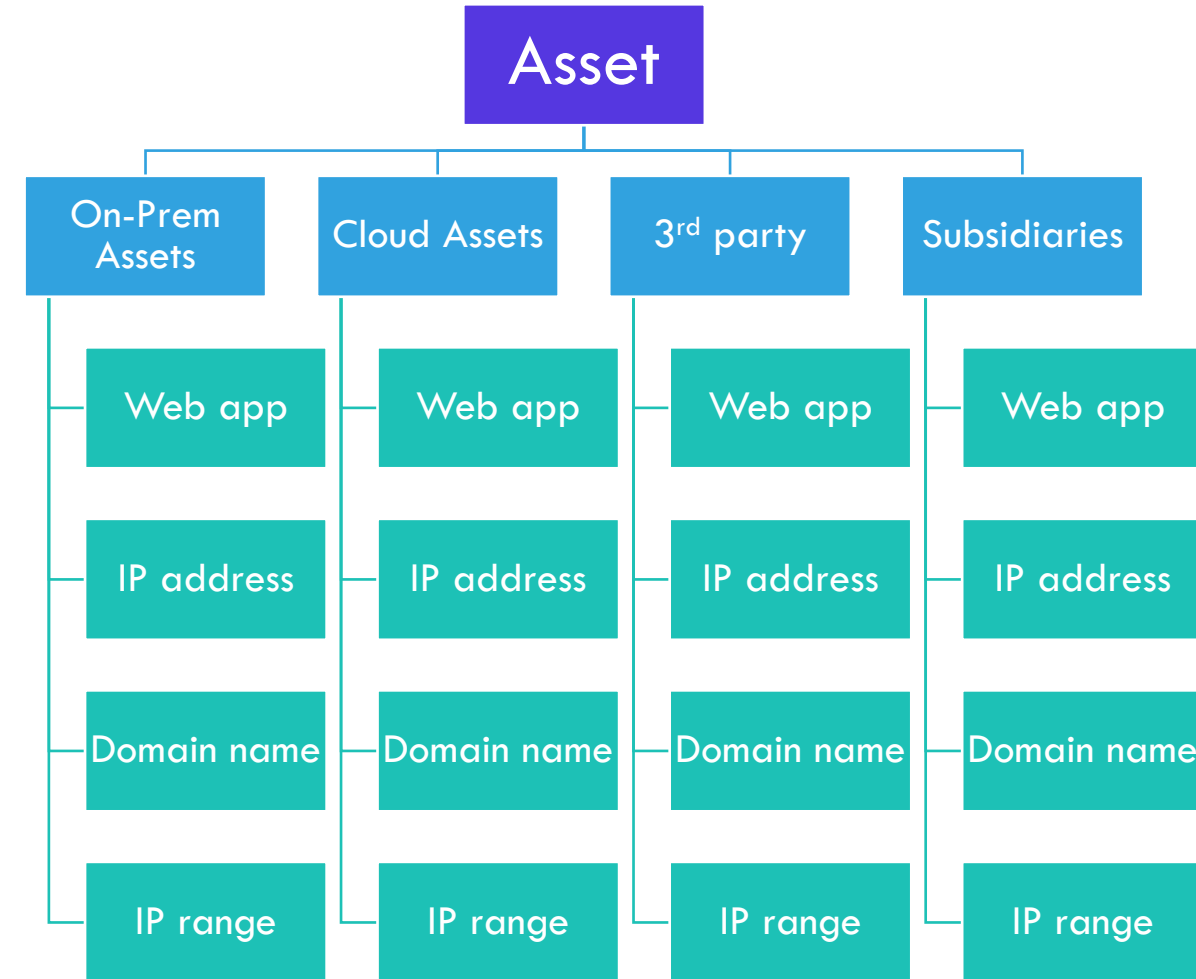 Asset
On-Prem
Assets
Cloud Assets
3rd party
Subsidiaries
Web app
Web app
Web app
Web app
IP address
IP address
IP address
IP address
Domain name
Domain name
Domain name
Domain name
IP range
IP range
IP range
IP range